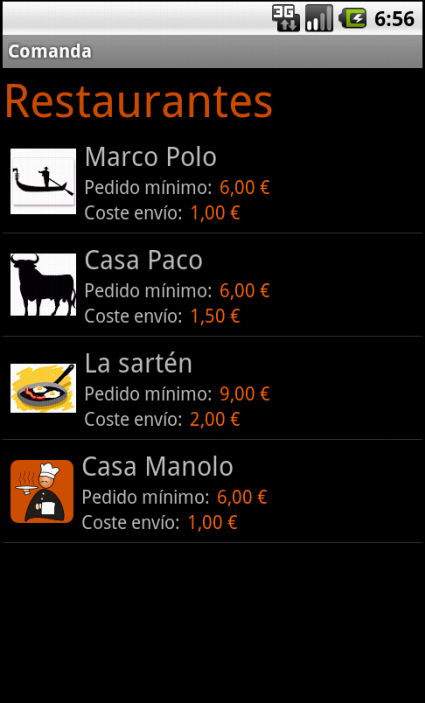 3G 6:56
Comanda
Restaurantes
Marco Polo
Pedido mínimo: 6,00 €
Coste envío: 1,00 €
Casa Paco
Pedido mínimo: 6,00 €
Coste envío: 1,50 €
La sartén
Pedido mínimo: 9,00 €
Coste envío: 2,00 €
Casa Manolo
Pedido mínimo: 6,00 €
Coste envío: 1,00 €